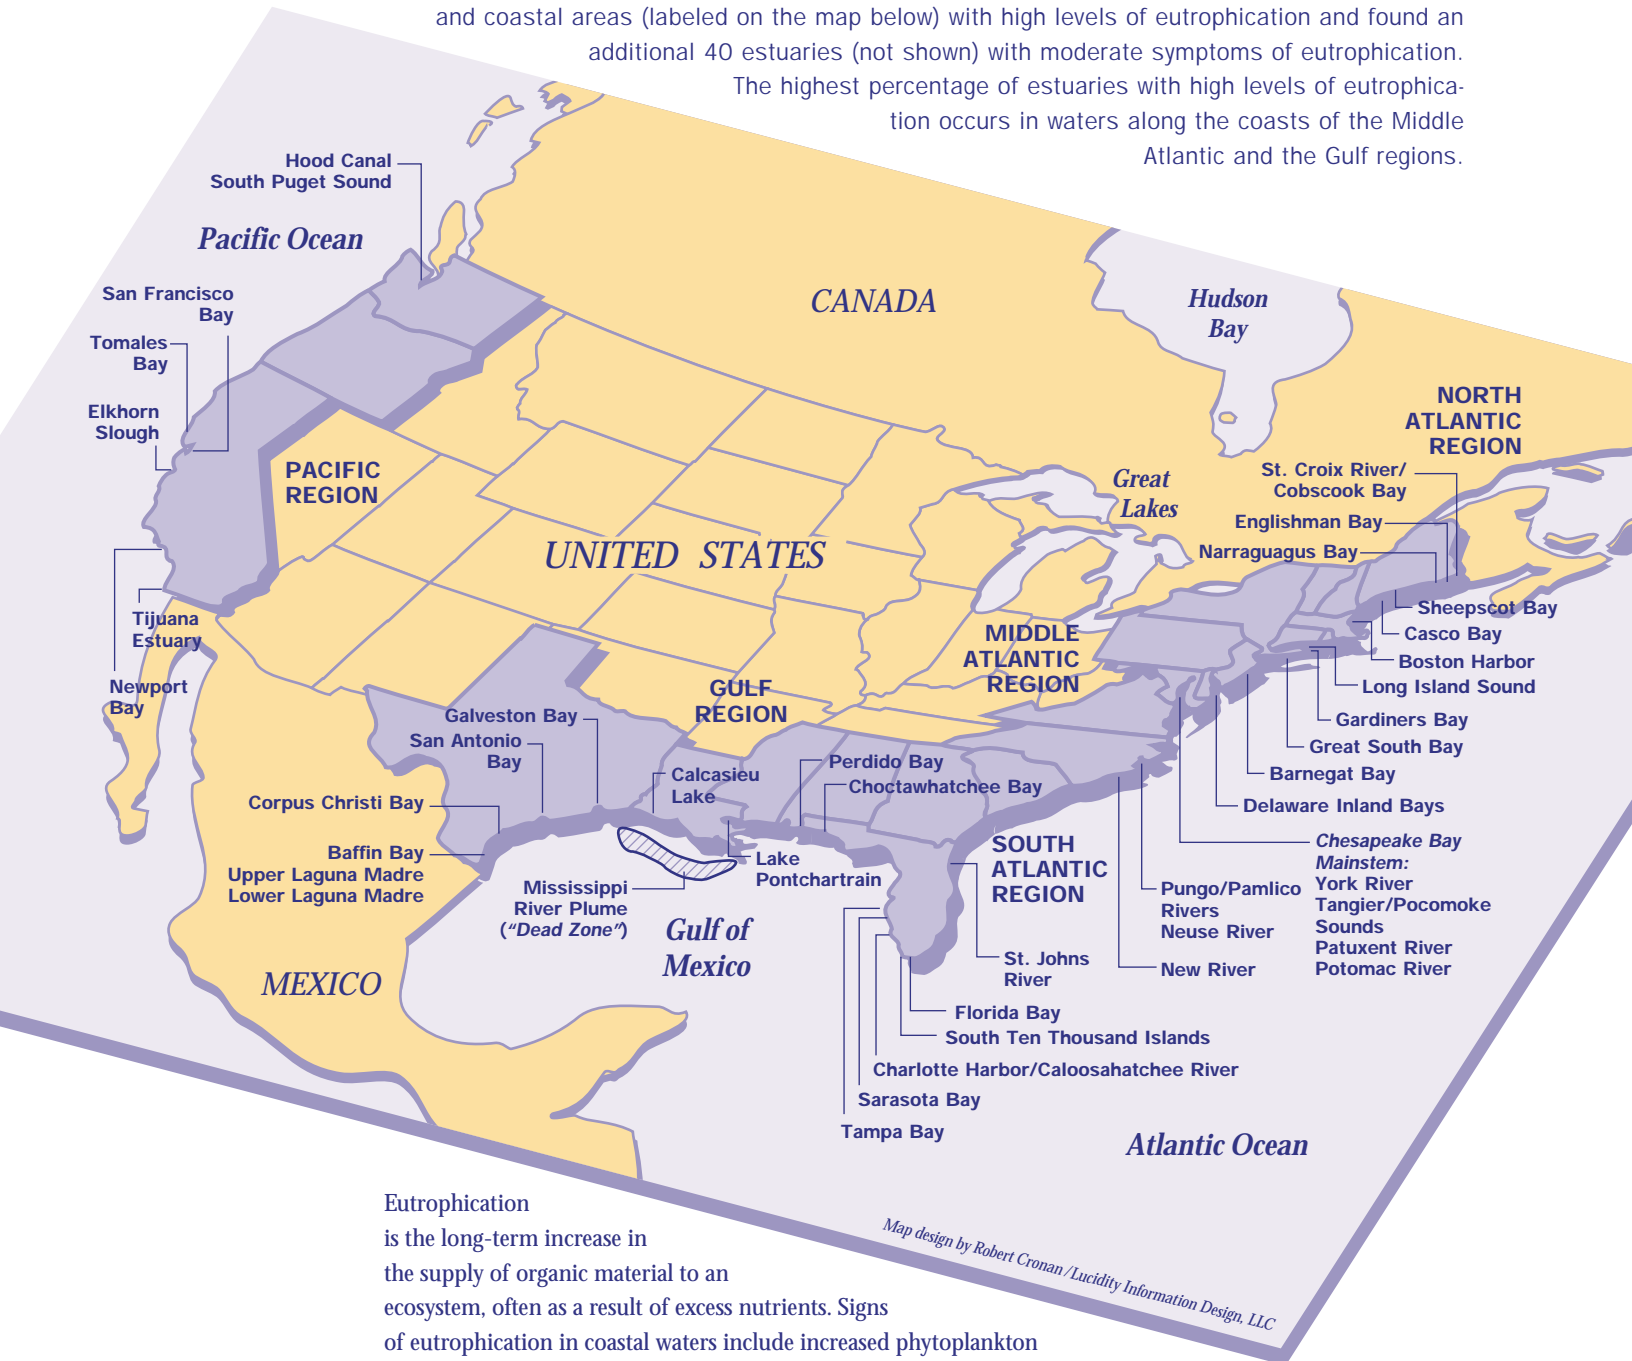 and coastal areas (labeled on the map below) with high levels of eutrophication and found an
additional 40 estuaries (not shown) with moderate symptoms of eutrophication.
The highest percentage of estuaries with high levels of eutrophica-
tion occurs in waters along the coasts of the Middle
Atlantic and the Gulf regions.
Hood Canal
South Puget Sound
Pacific Ocean
San Francisco
Bay
Tomales
Bay
Elkhorn
Slough
PACIFIC
REGION
Tijuana
Estuary
Newport
Bay
CANADA
Hudson
Bay
NORTH
ATLANTIC
REGION
Great
Lakes
St. Croix River/
Cobscook Bay
Englishman Bay
Narraguagus Bay
UNITED STATES
Sheepscot Bay
Casco Bay
Boston Harbor
Long Island Sound
Gardiners Bay
Great South Bay
Barnegat Bay
Delaware Inland Bays
MIDDLE
ATLANTIC
REGION
GULF
REGION
Galveston Bay
San Antonio
Bay
Corpus Christi Bay
Baffin Bay
Upper Laguna Madre
Lower Laguna Madre
Calcasieu
Lake
Perdido Bay
Choctawhatchee Bay
Lake
Pontchartrain
Mississippi
River Plume
(“Dead Zone”)
Gulf of
Mexico
MEXICO
SOUTH
ATLANTIC
REGION
Chesapeake Bay
Mainstem:
York River
Tangier/Pocomoke
Sounds
Patuxent River
Potomac River
Pungo/Pamlico
Rivers
Neuse River
New River
St. Johns
River
Florida Bay
South Ten Thousand Islands
Charlotte Harbor/Caloosahatchee River
Sarasota Bay
Tampa Bay
Atlantic Ocean
Eutrophication
is the long-term increase in
the supply of organic material to an
ecosystem, often as a result of excess nutrients. Signs
of eutrophication in coastal waters include increased phytoplankton
Map design by Robert Cronan/Lucidity Information Design, LLC